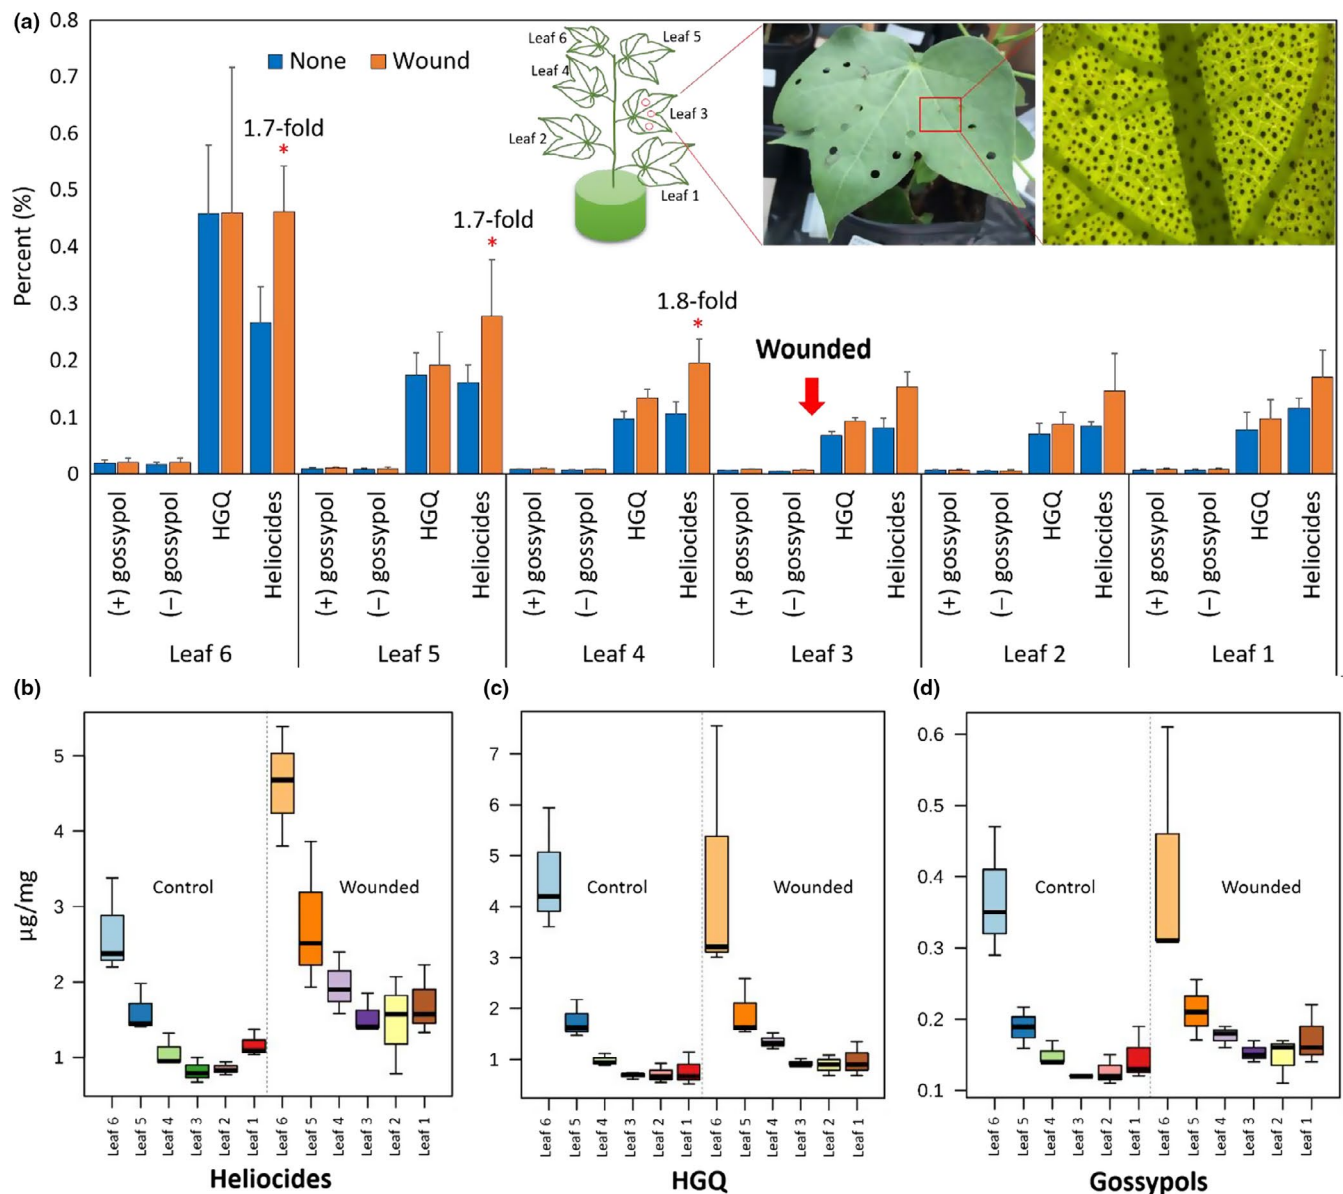 (a)
0.8
0.7
0.6
0.5
0.4
0.3
0.2
0.1
0
Percent (%)
None Wound
1.7-fold
*
1.7-fold
*
1.8-fold
*
Wounded
Leaf 6
Leaf 5
Leaf 4
Leaf 3
Leaf 2
Leaf 1
(+) gossypol (−) gossypol HGQ Heliocides
(+) gossypol (−) gossypol HGQ Heliocides
(+) gossypol (−) gossypol HGQ Heliocides
(+) gossypol (−) gossypol HGQ Heliocides
(+) gossypol (−) gossypol HGQ Heliocides
(+) gossypol (−) gossypol HGQ Heliocides
Leaf 6 Leaf 5 Leaf 4 Leaf 3 Leaf 2 Leaf 1
(b)
µg/mg
5
4
3
2
1
Control Wounded
Leaf 6 Leaf 5 Leaf 4 Leaf 3 Leaf 2 Leaf 1 Leaf 6 Leaf 5 Leaf 4 Leaf 3 Leaf 2 Leaf 1
Heliocides
(c)
7
6
5
4
3
2
1
Control Wounded
Leaf 6 Leaf 5 Leaf 4 Leaf 3 Leaf 2 Leaf 1 Leaf 6 Leaf 5 Leaf 4 Leaf 3 Leaf 2 Leaf 1
HGQ
(d)
0.6
0.5
0.4
0.3
0.2
0.1
Control Wounded
Leaf 6 Leaf 5 Leaf 4 Leaf 3 Leaf 2 Leaf 1 Leaf 6 Leaf 5 Leaf 4 Leaf 3 Leaf 2 Leaf 1
Gossypols